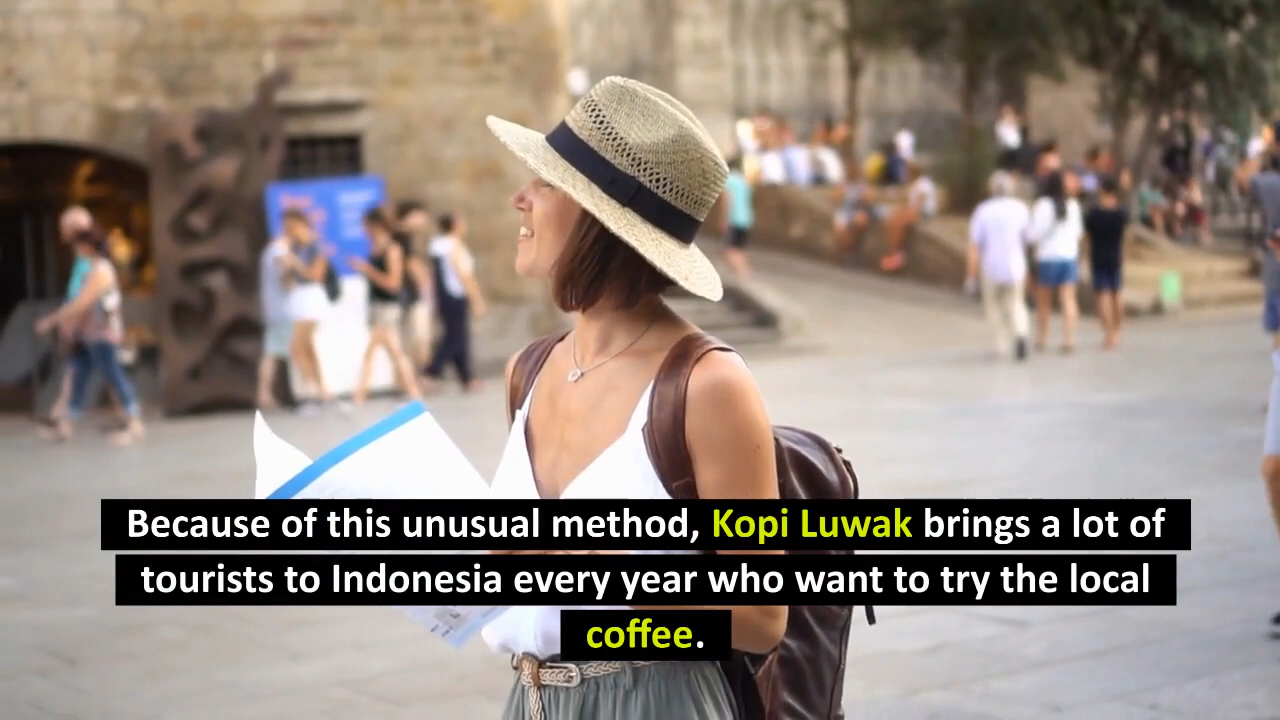 Because of this unusual method, Kopi Luwak brings a lot of
tourists to Indonesia every year who want to try the local
coffee.